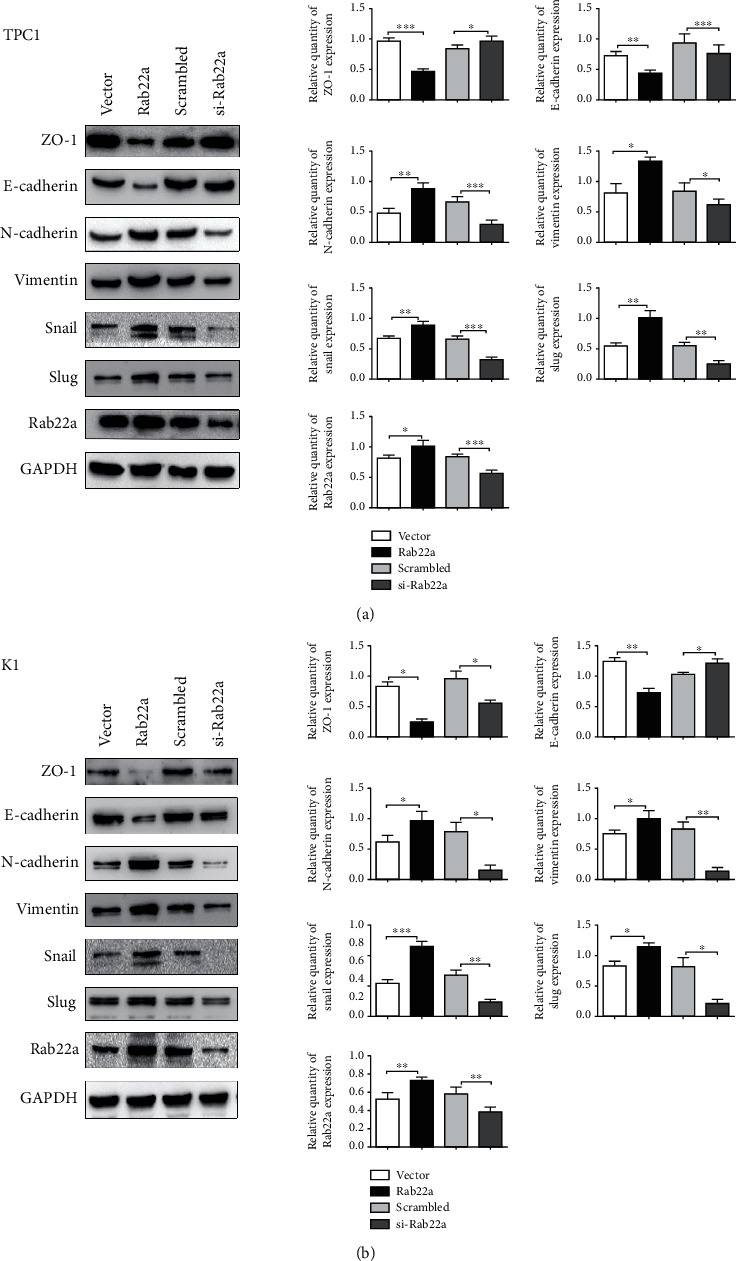 TPC1
Vector
Rab22a
Scrambled
si-Rab22a
ZO-1
E-cadherin
N-cadherin
Vimentin
Snail
Slug
Rab22a
GAPDH
Relative quantity of
ZO-1 expression
1.5
1.0
0.5
0.0
***
*
Relative quantity of
E-cadherin expression
1.5
1.0
0.5
0.0
**
***
Relative quantity of
N-cadherin expression
1.5
1.0
0.5
0.0
**
***
Relative quantity of
vimentin expression
1.5
1.0
0.5
0.0
*
*
Relative quantity of
snail expression
1.5
1.0
0.5
0.0
**
***
Relative quantity of
slug expression
1.5
1.0
0.5
0.0
**
**
Relative quantity of
Rab22a expression
1.5
1.0
0.5
0.0
*
***
Vector
Rab22a
Scrambled
si-Rab22a
(a)
K1
Vector
Rab22a
Scrambled
si-Rab22a
ZO-1
E-cadherin
N-cadherin
Vimentin
Snail
Slug
Rab22a
GAPDH
Relative quantity of
ZO-1 expression
1.5
1.0
0.5
0.0
*
*
Relative quantity of
E-cadherin expression
1.5
1.0
0.5
0.0
**
*
Relative quantity of
N-cadherin expression
1.5
1.0
0.5
0.0
*
*
Relative quantity of
vimentin expression
1.5
1.0
0.5
0.0
*
**
Relative quantity of
snail expression
1.0
0.8
0.6
0.4
0.2
0.0
***
**
Relative quantity of
slug expression
1.5
1.0
0.5
0.0
*
*
Relative quantity of
Rab22a expression
1.0
0.8
0.6
0.4
0.2
0.0
**
**
Vector
Rab22a
Scrambled
si-Rab22a
(b)